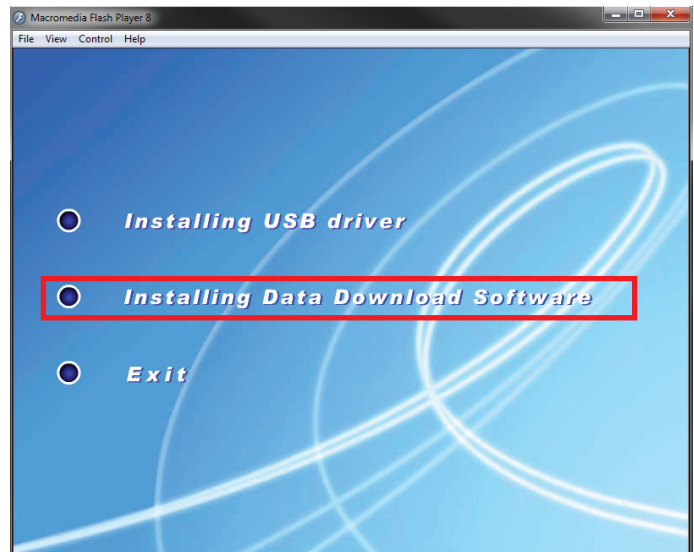 Macromedia Flash Player 8
File View Control Help
Installing USB driver
Installing Data Download Software
Exit